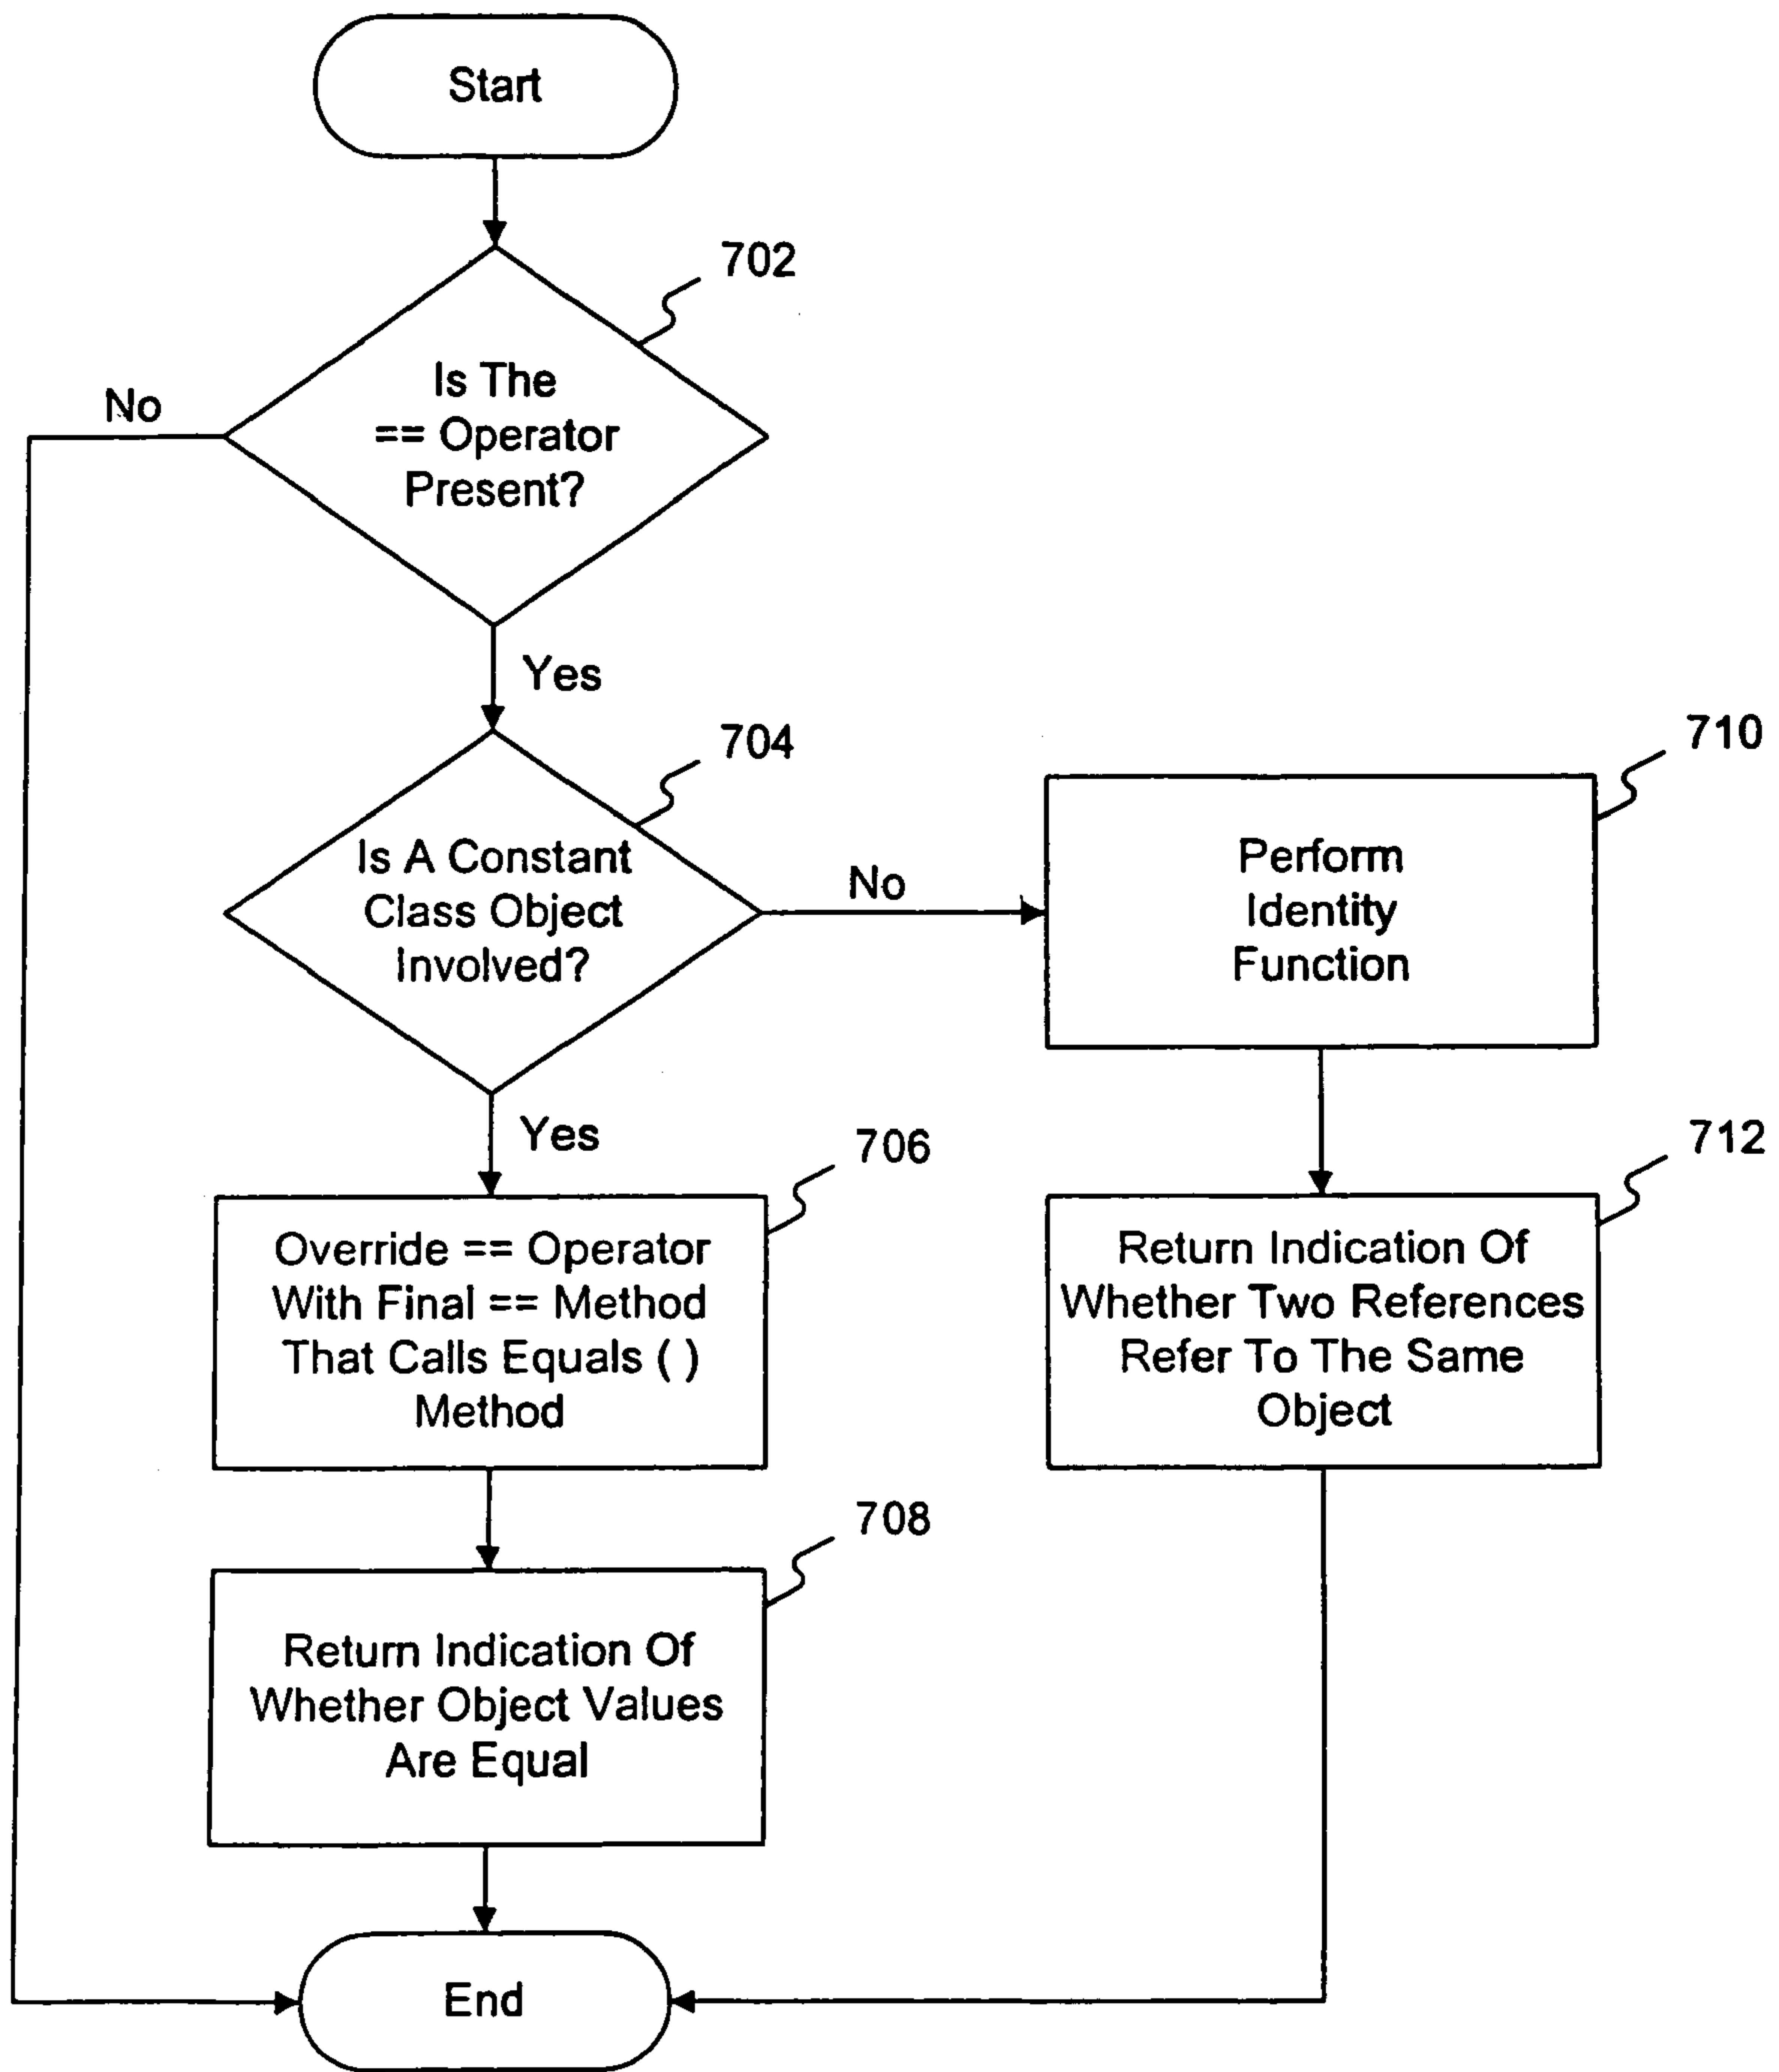 Start
702
Is The
== Operator
Present?
No
Yes
704
Is A Constant
Class Object
Involved?
No
710
Perform
Identity
Function
Yes
706
Override == Operator
With Final == Method
That Calls Equals ( )
Method
712
Return Indication Of
Whether Two References
Refer To The Same
Object
708
Return Indication Of
Whether Object Values
Are Equal
End